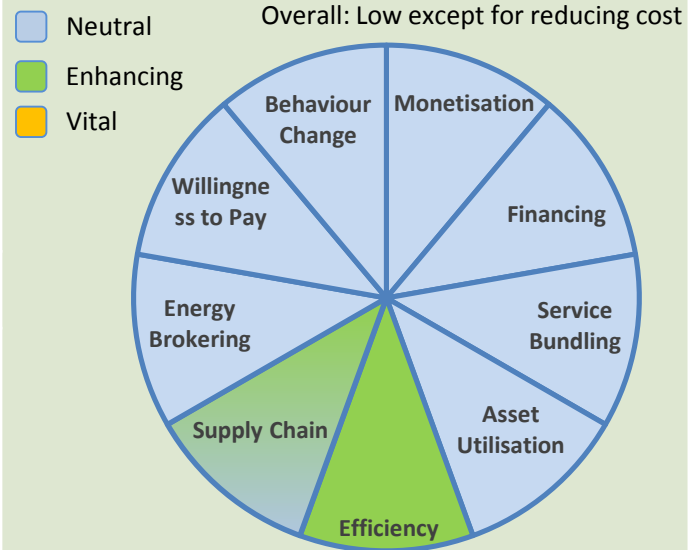 Neutral
Enhancing
Vital
Overall: Low except for reducing cost
Behaviour
Change
Monetisation
Willingne
ss to Pay
Financing
Energy
Brokering
Service
Bundling
Supply Chain
Asset
Utilisation
Efficiency